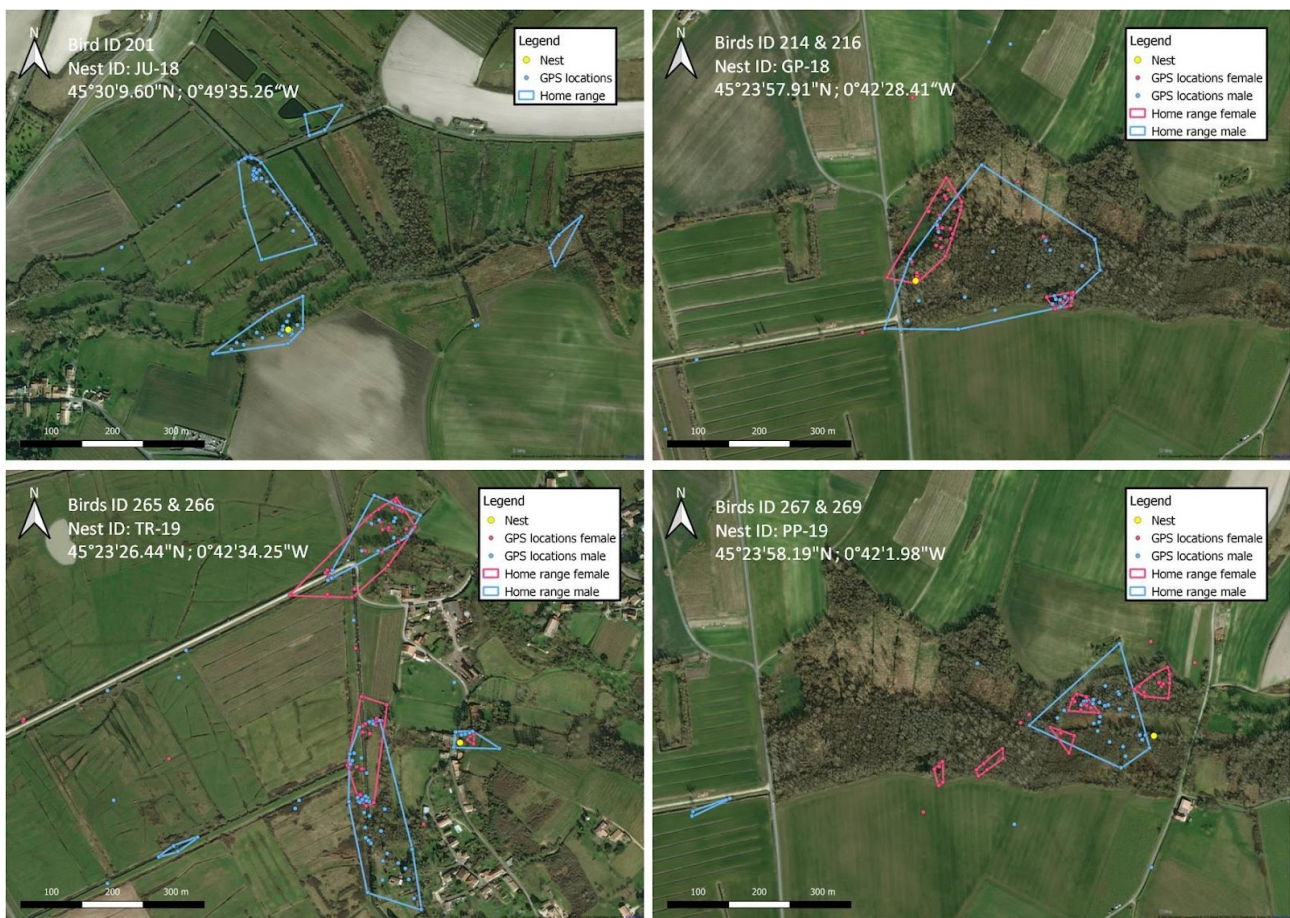 N
Bird ID 201
Nest ID: JU-18
45°30'9.60"N ; 0°49'35.26“W
Legend
Nest
GPS locations
Home range
100 200 300 m
N
Birds ID 214 & 216
Nest ID: GP-18
45°23'57.91"N ; 0°42'28.41“W
Legend
Nest
GPS locations female
GPS locations male
Home range female
Home range male
100 200 300 m
N
Birds ID 265 & 266
Nest ID: TR-19
45°23'26.44"N ; 0°42'34.25"W
Legend
Nest
GPS locations female
GPS locations male
Home range female
Home range male
100 200 300 m
N
Birds ID 267 & 269
Nest ID: PP-19
45°23'58.19"N ; 0°42'1.98"W
Legend
Nest
GPS locations female
GPS locations male
Home range female
Home range male
100 200 300 m